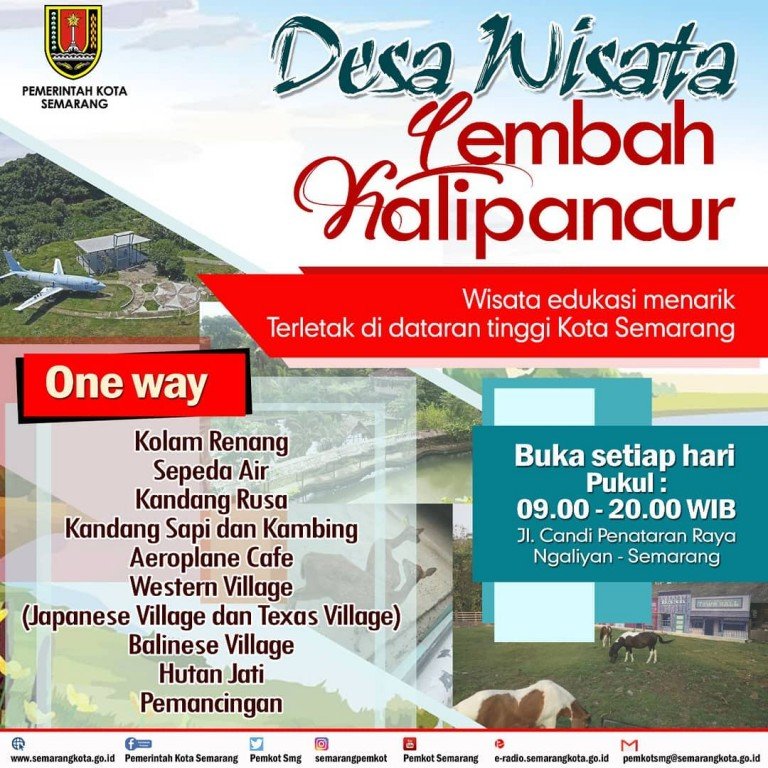 PEMERINTAH KOTA
SEMARANG
Desa Wisata
Lembah
Kalipancur
Wisata edukasi menarik
Terletak di dataran tinggi Kota Semarang
One way
Kolam Renang
Sepeda Air
Kandang Rusa
Kandang Sapi dan Kambing
Aeroplane Cafe
Western Village
(Japanese Village dan Texas Village)
Balinese Village
Hutan Jati
Pemancingan
Buka setiap hari
Pukul :
09.00 - 20.00 WIB
Jl. Candi Penataran Raya
Ngaliyan - Semarang
BANK
TOWN HALL
www.semarangkota.go.id
Pemerintah Kota Semarang
Pemkot Smg
semarangpemkot
Pemkot Semarang
e-radio.semarangkota.go.id
pemkotsmg@semarangkota.go.id